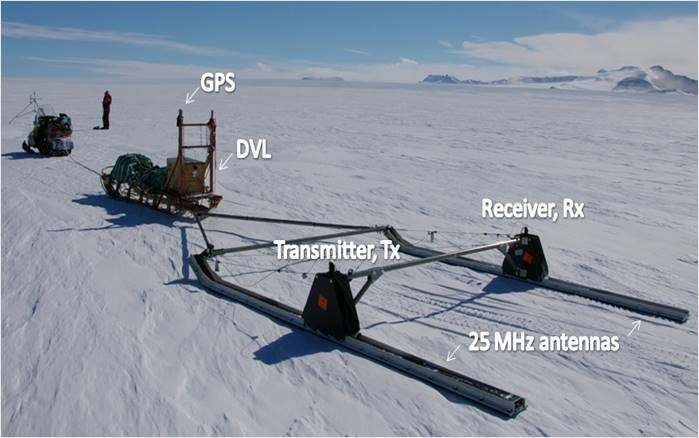 GPS
DVL
Receiver, Rx
Transmitter, Tx
25 MHz antennas